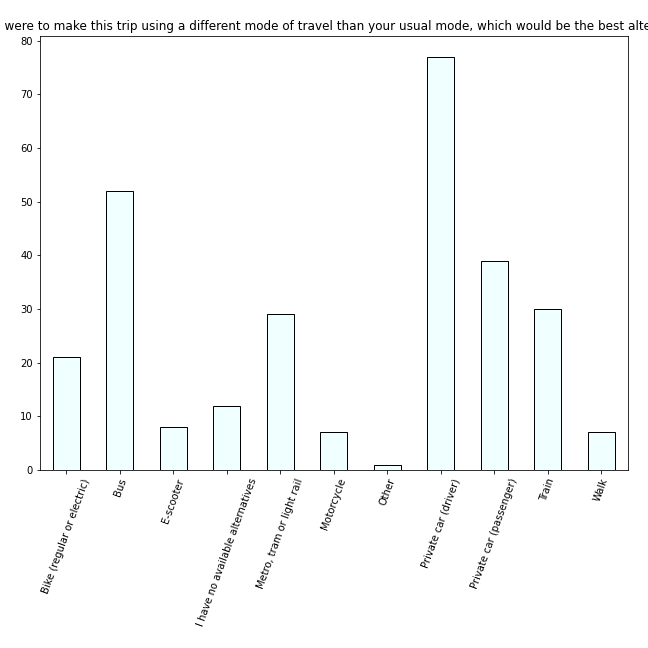 were to make this trip using a different mode of travel than your usual mode, which would be the best alte
80
70
60
50
40
30
20
10
0
Bike (regular or electric)
Bus
E-scooter
I have no available alternatives
Metro, tram or light rail
Motorcycle
Other
Private car (driver)
Private car (passenger)
Train
Walk